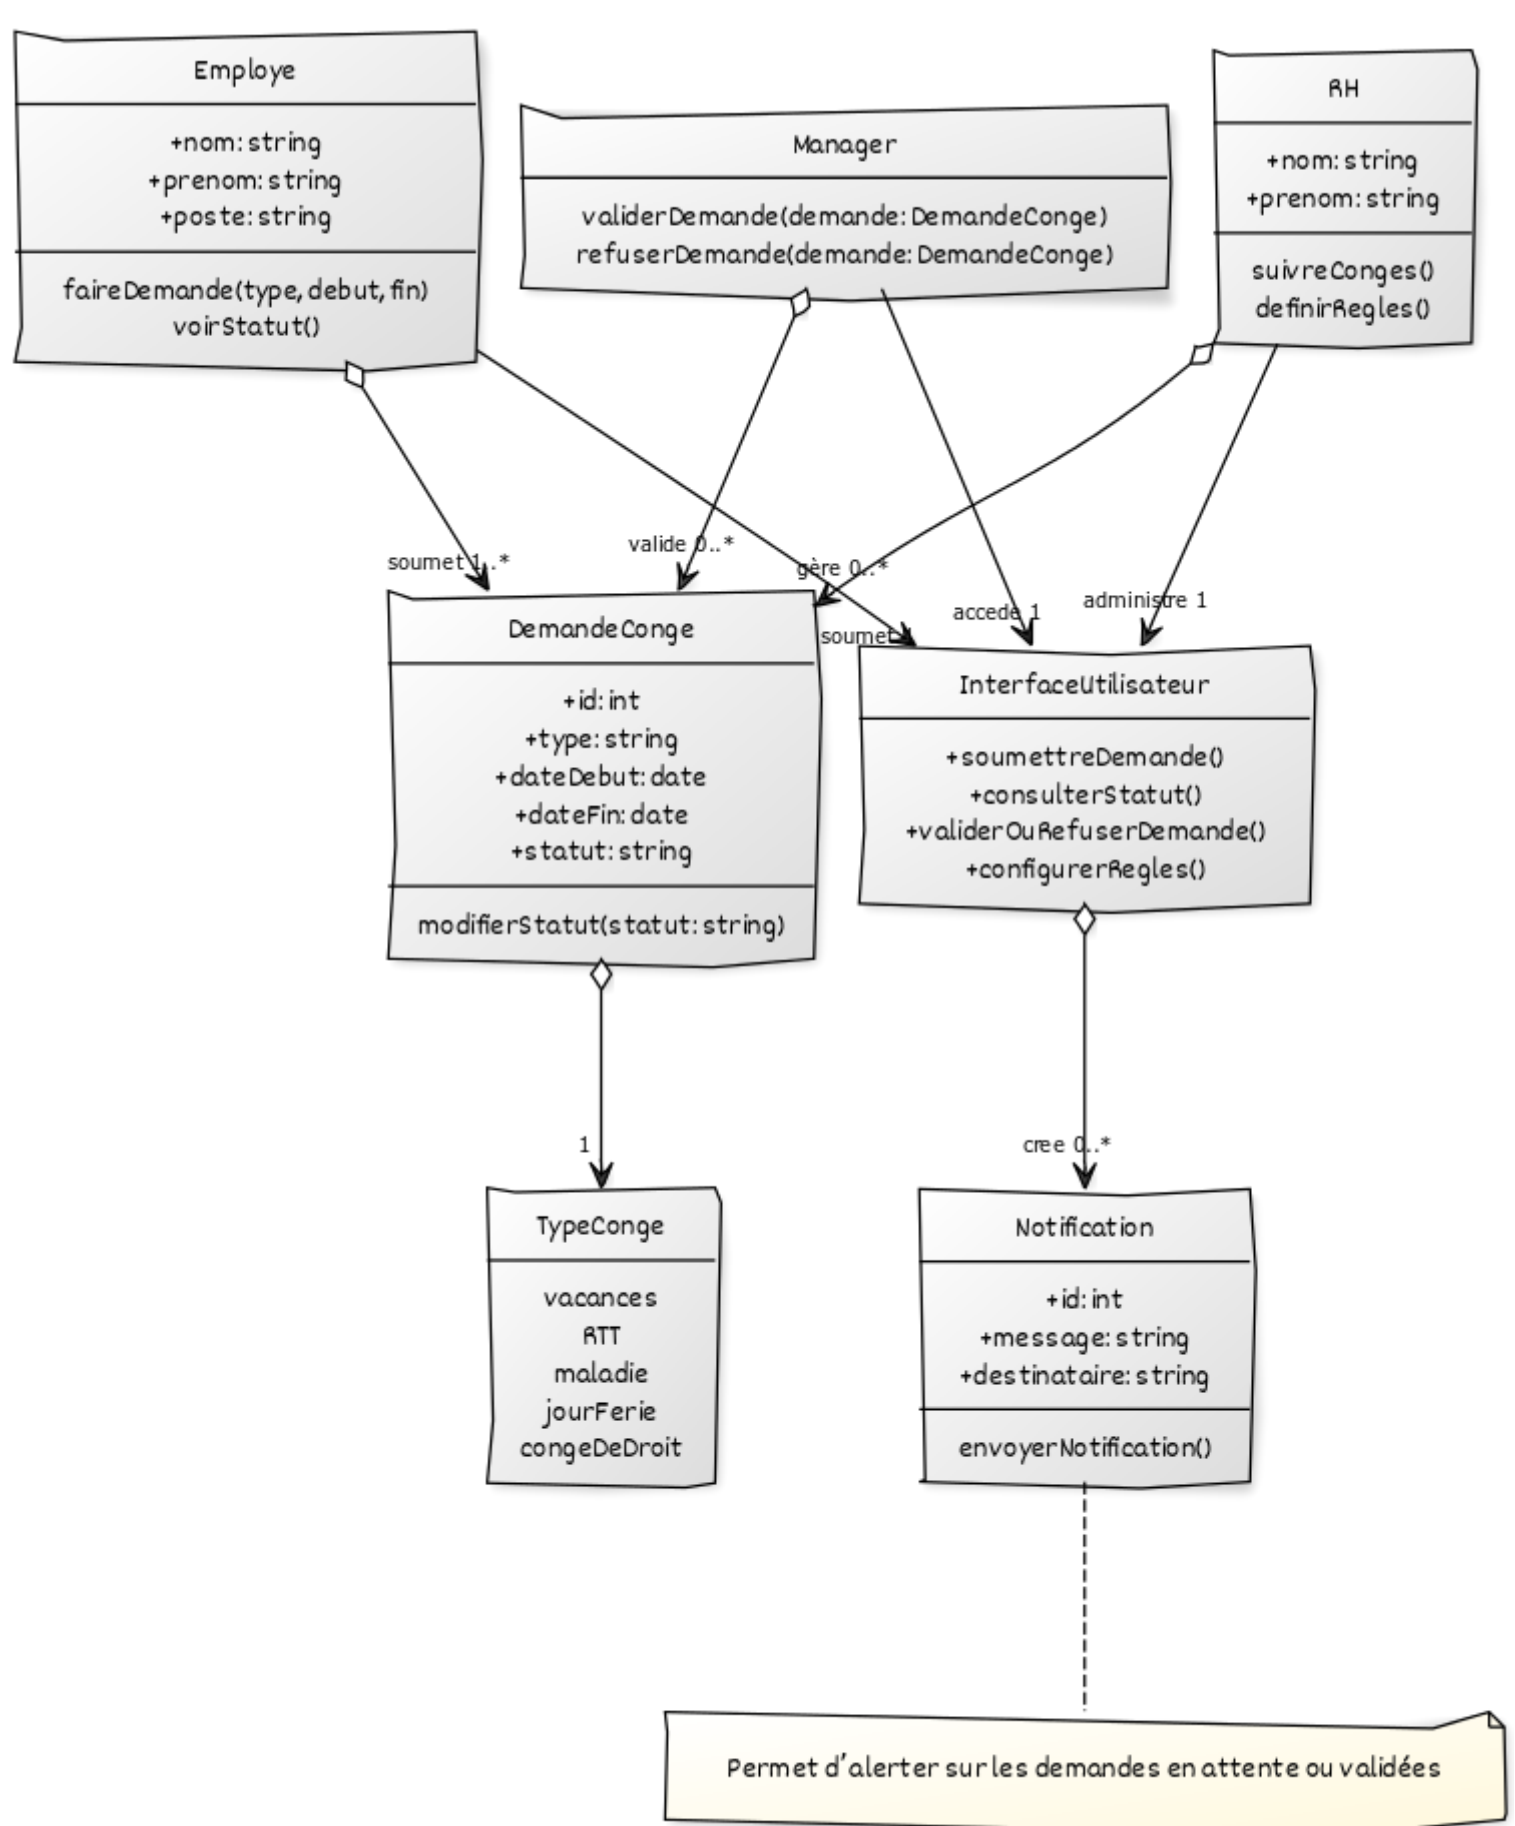 Employe
+nom: string
+prenom: string
+poste: string
faireDemande(type, debut, fin)
voirStatut()
Manager
validerDemande(demande: DemandeConge)
refuserDemande(demande: DemandeConge)
RH
+nom: string
+prenom: string
suivreConges()
definirRegles()
soumet 1..*
valide 0..*
gère 0..*
soumet
accede 1
administre 1
DemandeConge
+id: int
+type: string
+dateDebut: date
+dateFin: date
+statut: string
modifierStatut(statut: string)
InterfaceUtilisateur
+soumettreDemande()
+consulterStatut()
+validerOuRefuserDemande()
+configurerRegles()
1
cree 0..*
TypeConge
vacances
RTT
maladie
jourFerie
congeDeDroit
Notification
+id: int
+message: string
+destinataire: string
envoyerNotification()
Permet d'alerter sur les demandes en attente ou validées